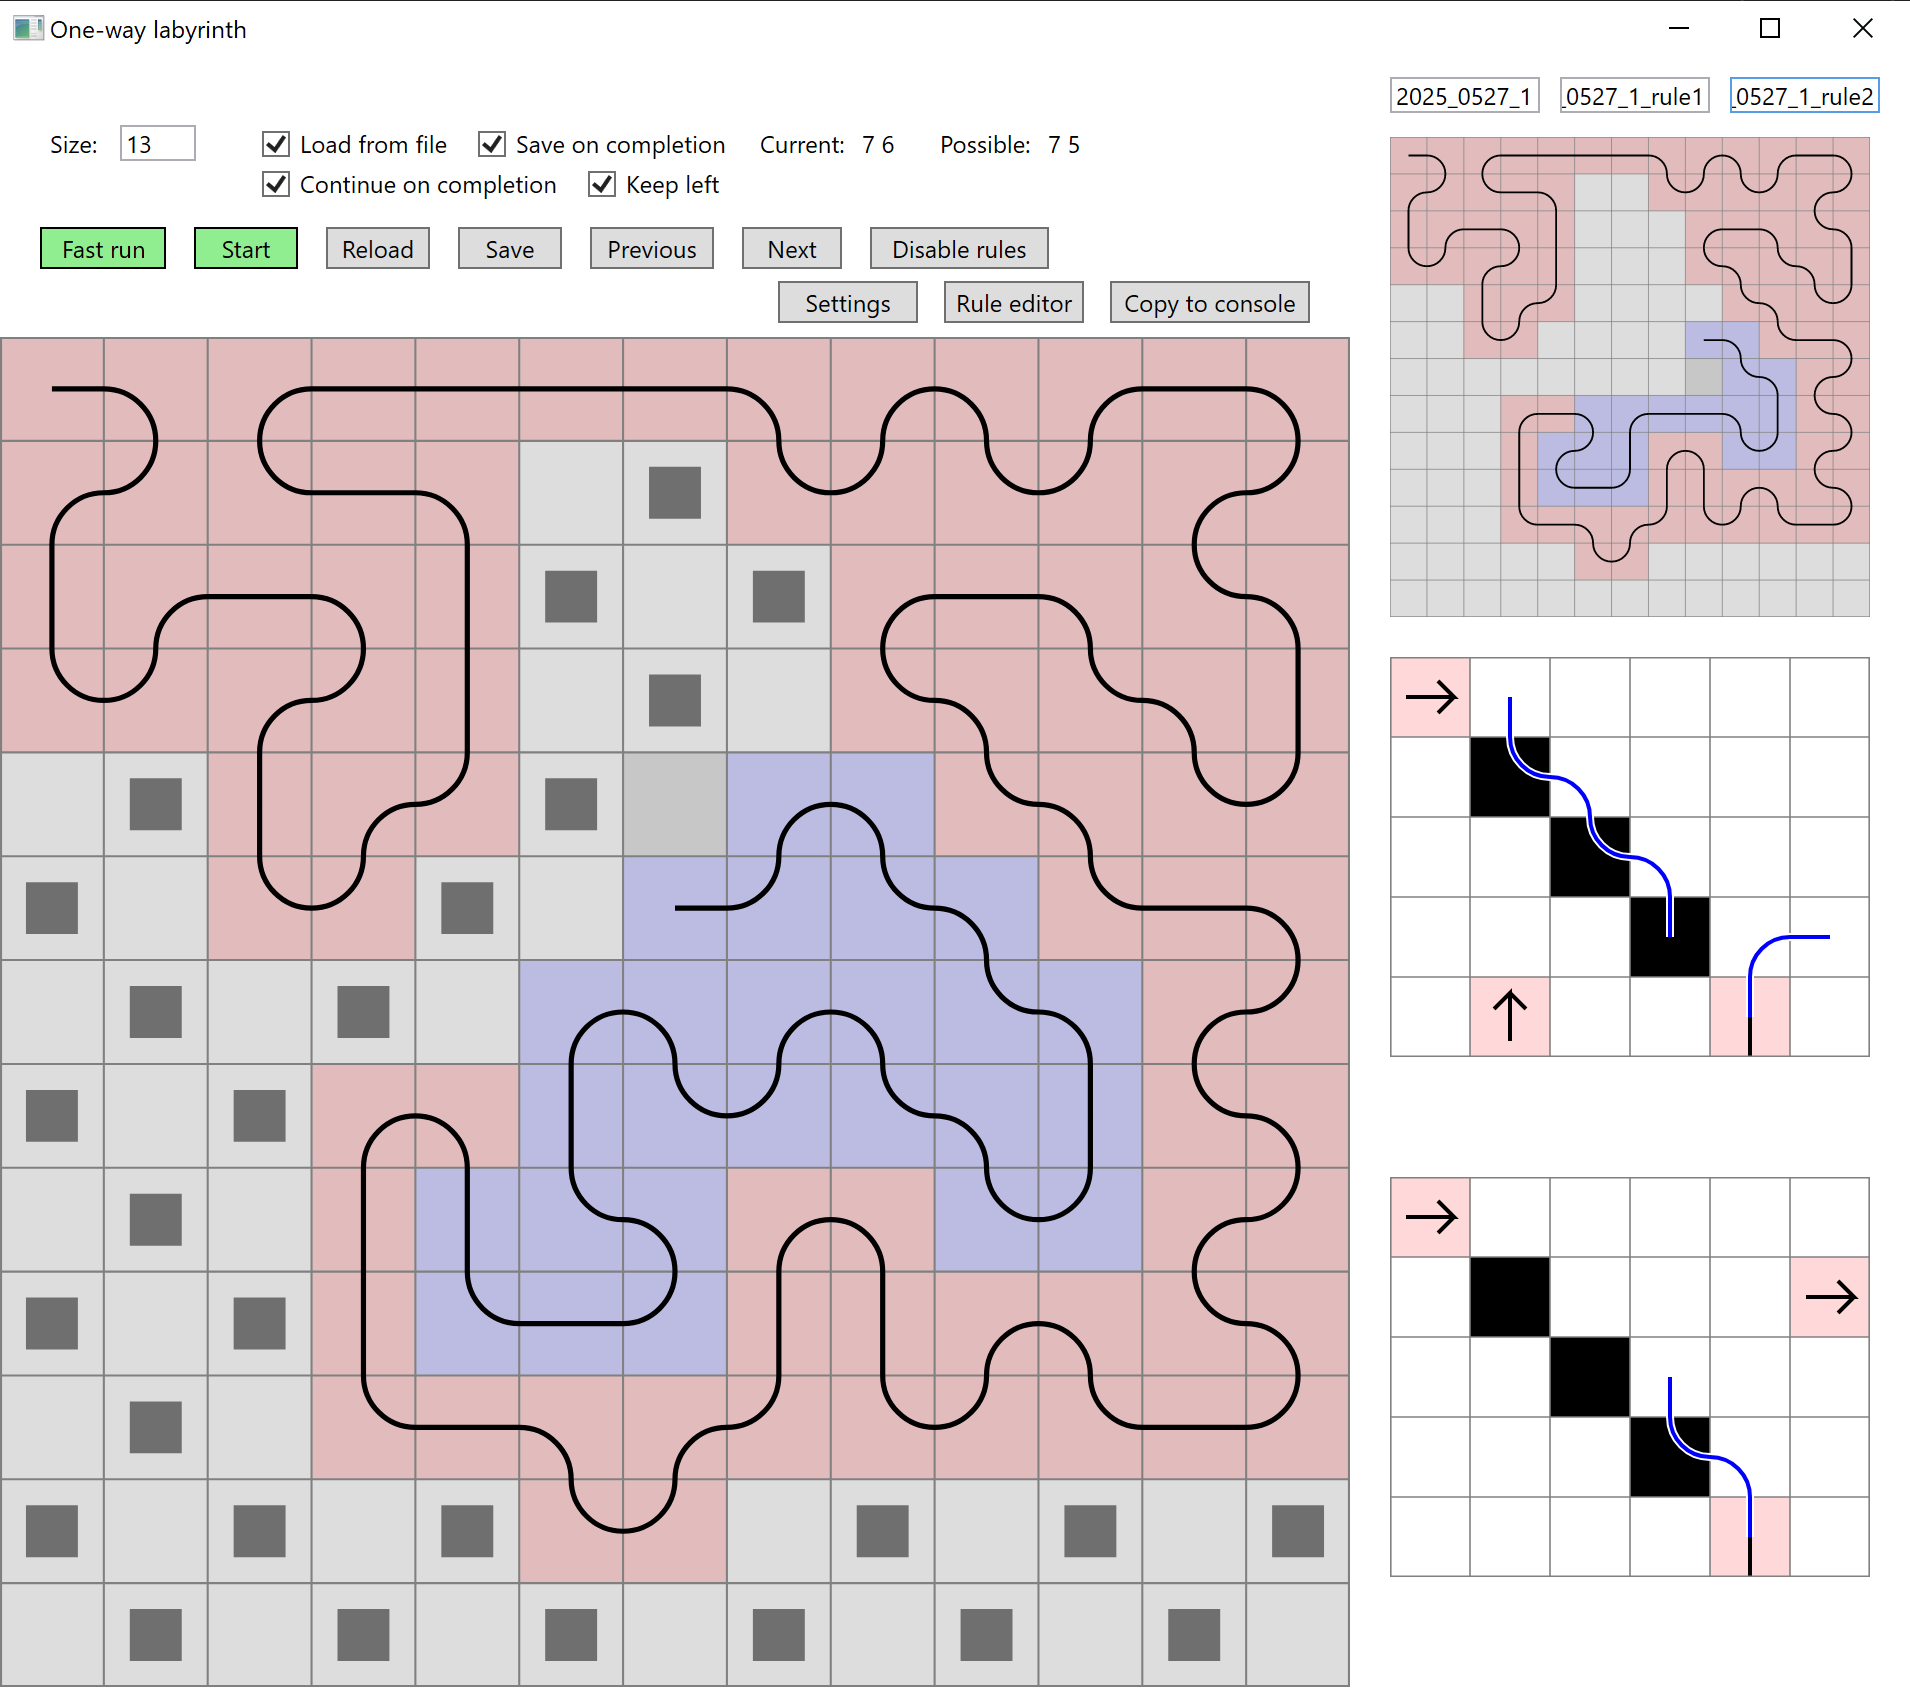 One-way labyrinth
2025_0527_1 _0527_1_rule1 _0527_1_rule2
Size: 13 Load from file Save on completion Current: 7 6 Possible: 7 5
Continue on completion Keep left
Fast run Start Reload Save Previous Next Disable rules
Settings Rule editor Copy to console